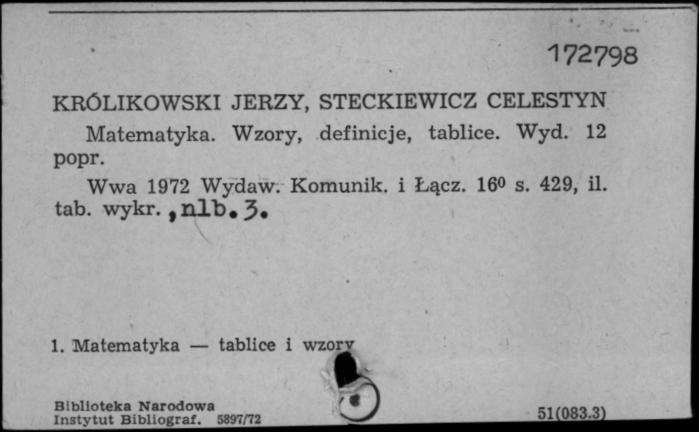 172798
KRÓLIKOWSKI JERZY, STECKIEWICZ CELESTYN
Matematyka. Wzory, definicje, tablice. Wyd. 12
popr.
Wwa 1972 Wydaw. Komunik. i Łącz. 16⁰ s. 429, il.
tab. wykr. , nlb. 3.
1. Matematyka — tablice i wzory
Biblioteka Narodowa
Instytut Bibliograf. 5897/72
51(083.3)